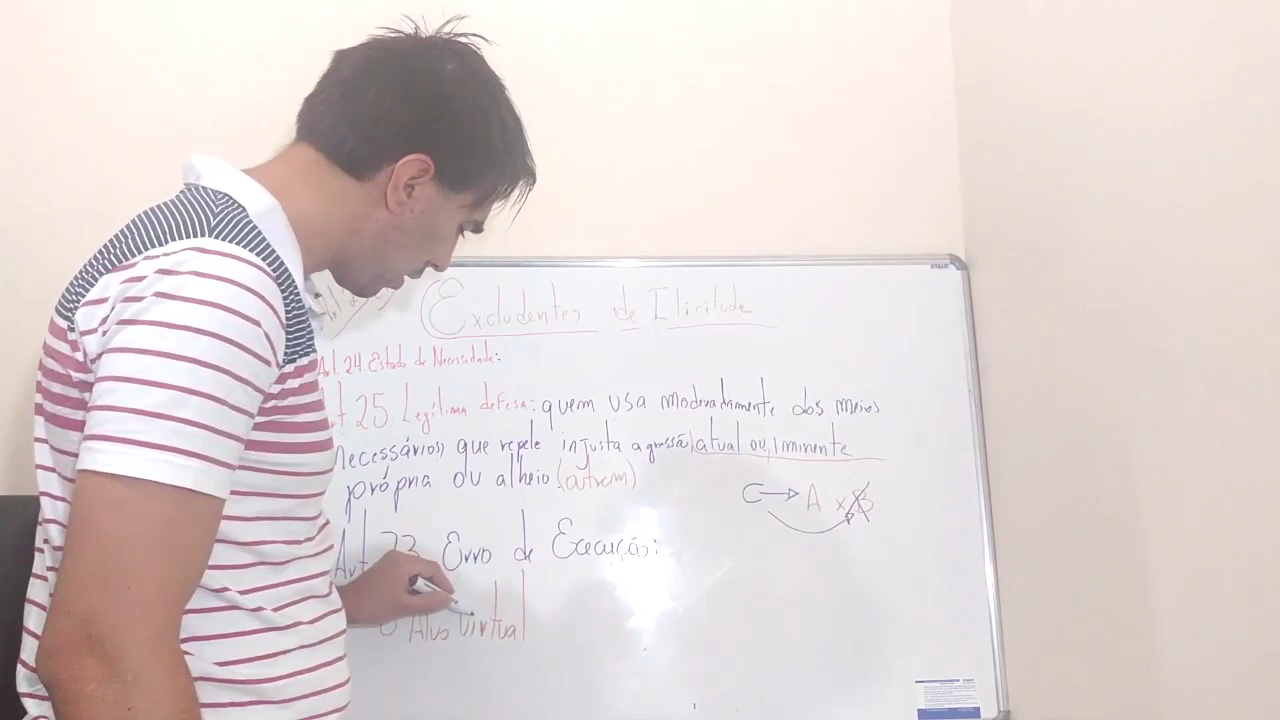 Excludentes de Ilicitude
Art. 24. Estado de Necessidade:
Art. 25. Legítima defesa: quem usa moderadamente dos meios
necessários, que repele injusta agressão, atual ou, iminente
própria ou alheio (outrem)
C → A x B
Art 73 Erro de Execução:
Alvo Virtual